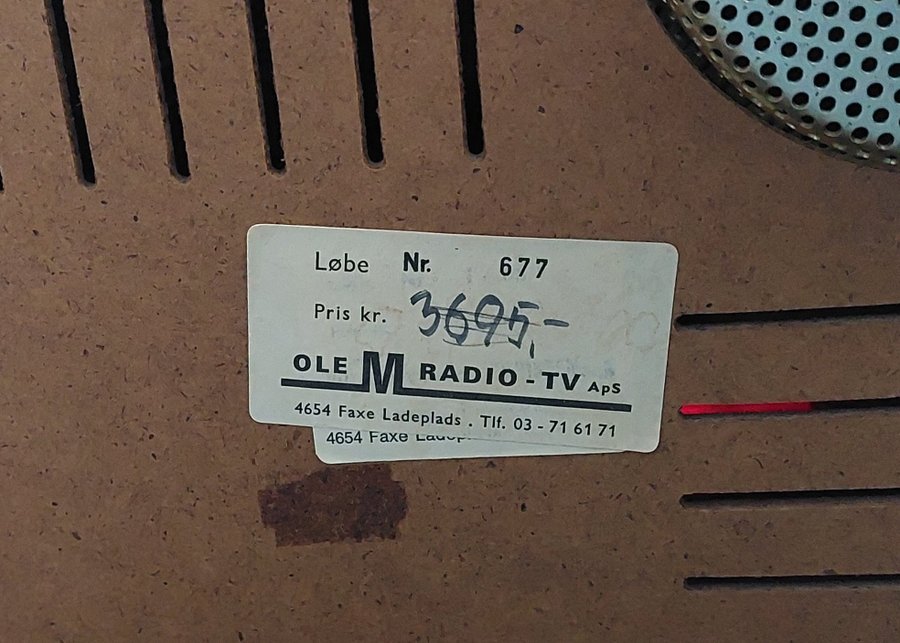 Løbe Nr. 677
Pris kr. 3695,-
OLE M RADIO - TV ApS
4654 Faxe Ladeplads . Tlf. 03 - 71 61 71
4654 Faxe